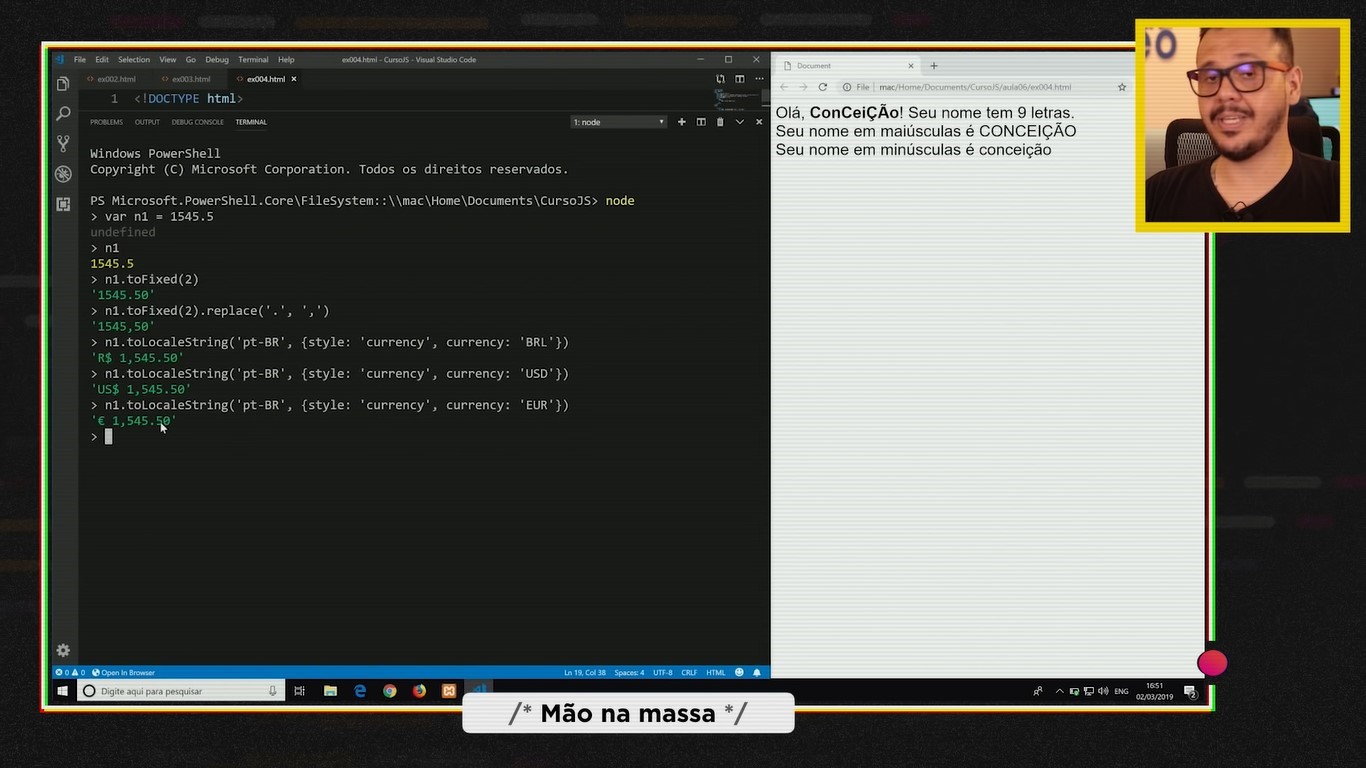 File Edit Selection View Go Debug Terminal Help
ex004.html - CursoJS - Visual Studio Code
ex002.html ex003.html ex004.html
1 <!DOCTYPE html>
PROBLEMS OUTPUT DEBUG CONSOLE TERMINAL
1: node
Windows PowerShell
Copyright (C) Microsoft Corporation. Todos os direitos reservados.
PS Microsoft.PowerShell.Core\FileSystem::\\mac\Home\Documents\CursoJS> node
> var n1 = 1545.5
undefined
> n1
1545.5
> n1.toFixed(2)
'1545.50'
> n1.toFixed(2).replace('.', ',')
'1545,50'
> n1.toLocaleString('pt-BR', {style: 'currency', currency: 'BRL'})
'R$ 1,545.50'
> n1.toLocaleString('pt-BR', {style: 'currency', currency: 'USD'})
'US$ 1,545.50'
> n1.toLocaleString('pt-BR', {style: 'currency', currency: 'EUR'})
'€ 1,545.50'
>
0 0 Open In Browser
Ln 19, Col 38 Spaces: 4 UTF-8 CRLF HTML
Document
File mac/Home/Documents/CursoJS/aula06/ex004.html
Olá, ConCeiÇÃo! Seu nome tem 9 letras.
Seu nome em maiúsculas é CONCEIÇÃO
Seu nome em minúsculas é conceição
Digite aqui para pesquisar
ENG
16:51
02/03/2019
2
/* Mão na massa */